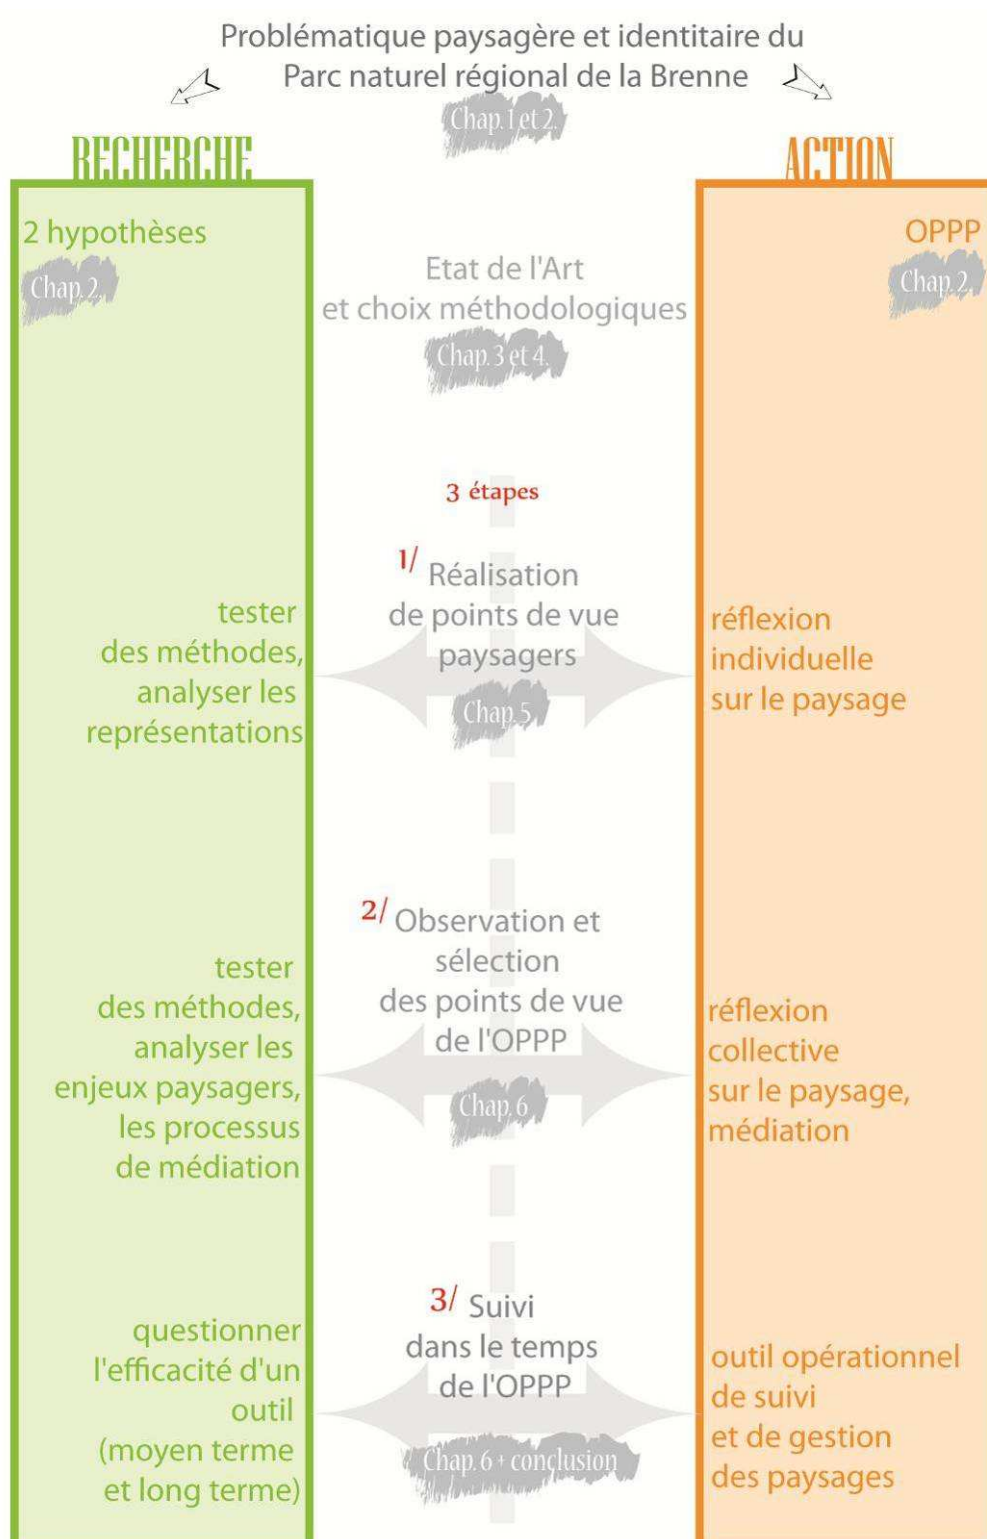 Problématique paysagère et identitaire du
Parc naturel régional de la Brenne
Chap. 1 et 2.
RECHERCHE
ACTION
2 hypothèses
Chap. 2.
OPPP
Chap. 2.
Etat de l'Art
et choix méthodologiques
Chap. 3 et 4.
3 étapes
1/ Réalisation
de points de vue
paysagers
Chap. 5
tester
des méthodes,
analyser les
représentations
réflexion
individuelle
sur le paysage
2/ Observation et
sélection
des points de vue
de l'OPPP
Chap. 6
tester
des méthodes,
analyser les
enjeux paysagers,
les processus
de médiation
réflexion
collective
sur le paysage,
médiation
3/ Suivi
dans le temps
de l'OPPP
Chap. 6 + conclusion
questionner
l'efficacité d'un
outil
(moyen terme
et long terme)
outil opérationnel
de suivi
et de gestion
des paysages